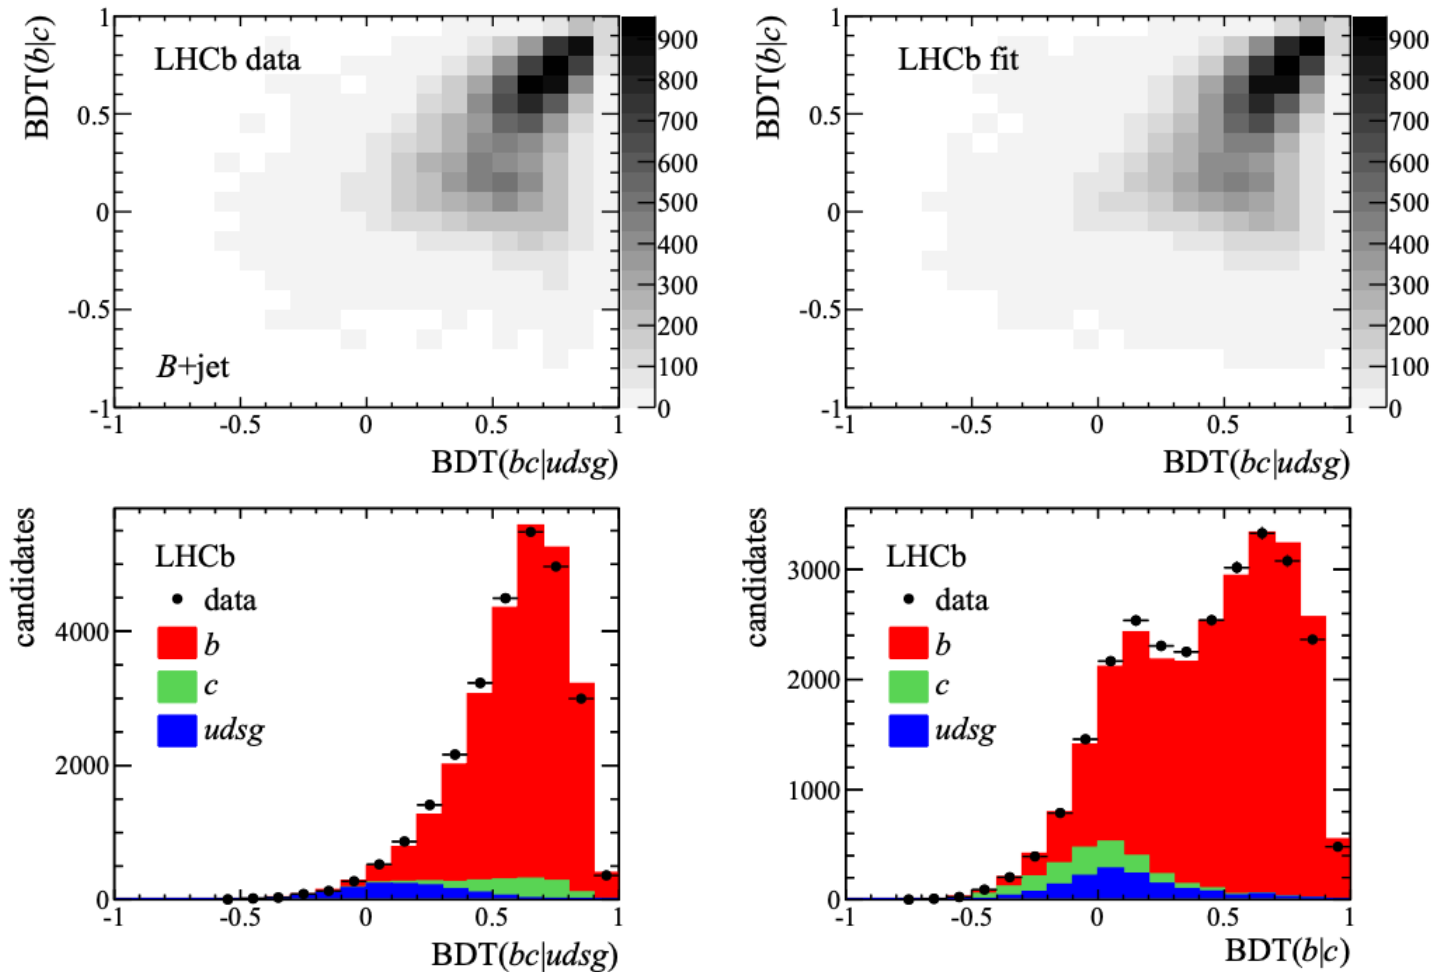 LHCb data
B+jet
BDT(b|c)
1
0.5
0
-0.5
-1
-1
-0.5
0
0.5
1
BDT(bc|udsg)
900
800
700
600
500
400
300
200
100
0
LHCb fit
BDT(b|c)
1
0.5
0
-0.5
-1
-1
-0.5
0
0.5
1
BDT(bc|udsg)
900
800
700
600
500
400
300
200
100
0
candidates
4000
2000
0
LHCb
data
b
c
udsg
-1
-0.5
0
0.5
1
BDT(bc|udsg)
candidates
3000
2000
1000
0
LHCb
data
b
c
udsg
-1
-0.5
0
0.5
1
BDT(b|c)